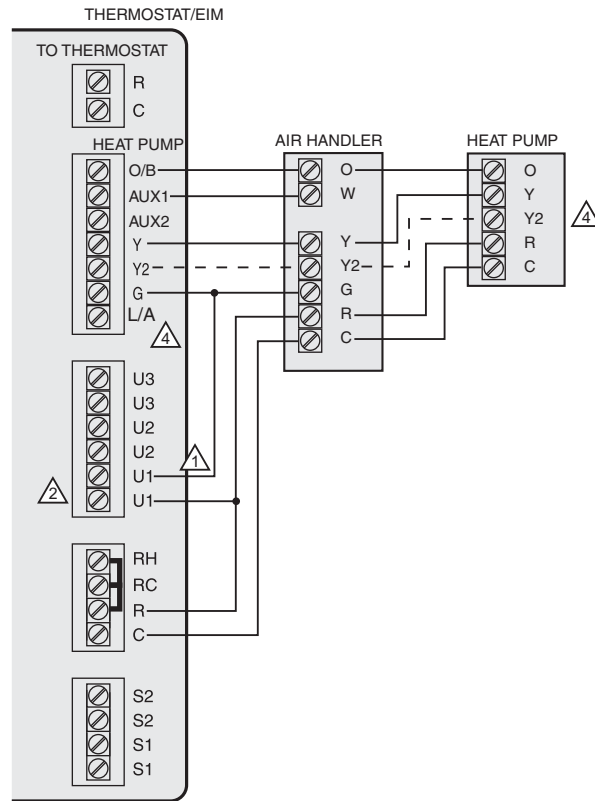 THERMOSTAT/EIM
TO THERMOSTAT
R
C
HEAT PUMP
O/B
AUX1
AUX2
Y
Y2
G
L/A
4
U3
U3
U2
U2
U1
1
2
U1
RH
RC
R
C
S2
S2
S1
S1
AIR HANDLER
O
W
Y
Y2
G
R
C
HEAT PUMP
O
Y
Y2
4
R
C